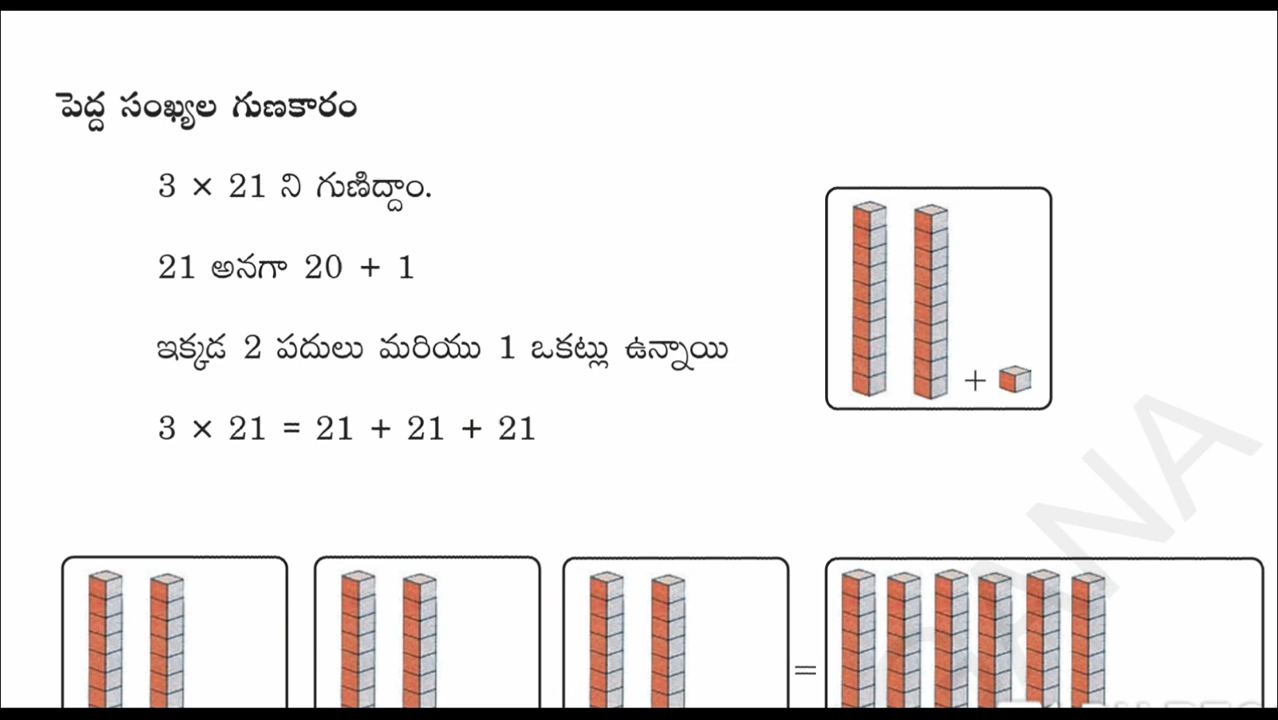 పెద్ద సంఖ్యల గుణకారం
3 × 21 ని గుణిద్దాం.
21 అనగా 20 + 1
ఇక్కడ 2 పదులు మరియు 1 ఒకట్లు ఉన్నాయి
+
3 × 21 = 21 + 21 + 21
=